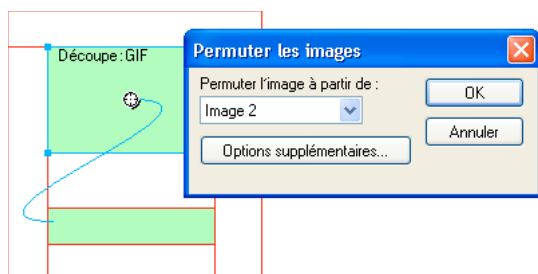 Découpe:GIF
Permuter les images
Permuter l'image à partir de :
Image 2
OK
Annuler
Options supplémentaires...